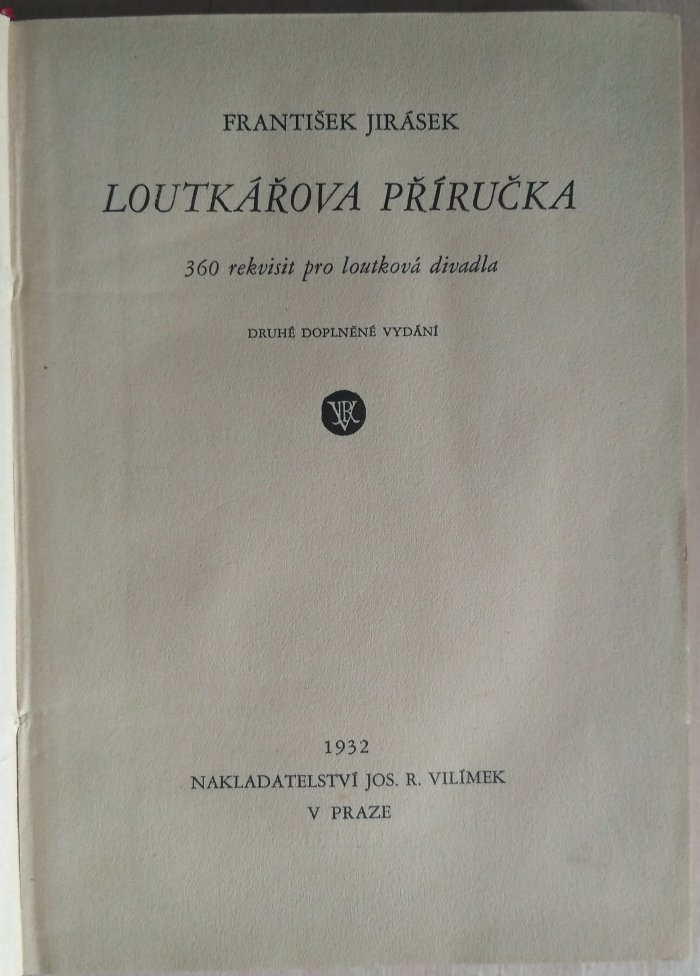 FRANTIŠEK JIRÁSEK
LOUTKÁŘOVA PŘÍRUČKA
360 rekvisit pro loutková divadla
DRUHÉ DOPLNĚNÉ VYDÁNÍ
1932
NAKLADATELSTVÍ JOS. R. VILÍMEK
V PRAZE